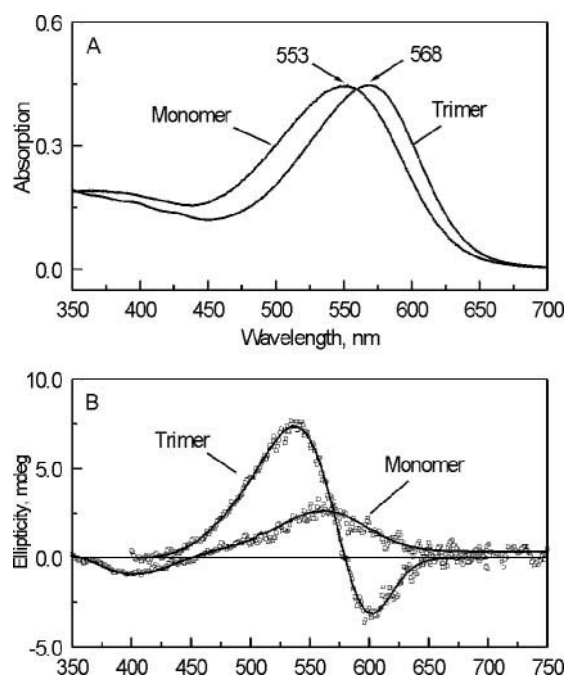 A
553
568
Monomer
Trimer
Absorption
0.6
0.3
0.0
350 400 450 500 550 600 650 700
Wavelength, nm
B
Trimer
Monomer
Ellipticity, mdeg
10.0
5.0
0.0
-5.0
350 400 450 500 550 600 650 700 750